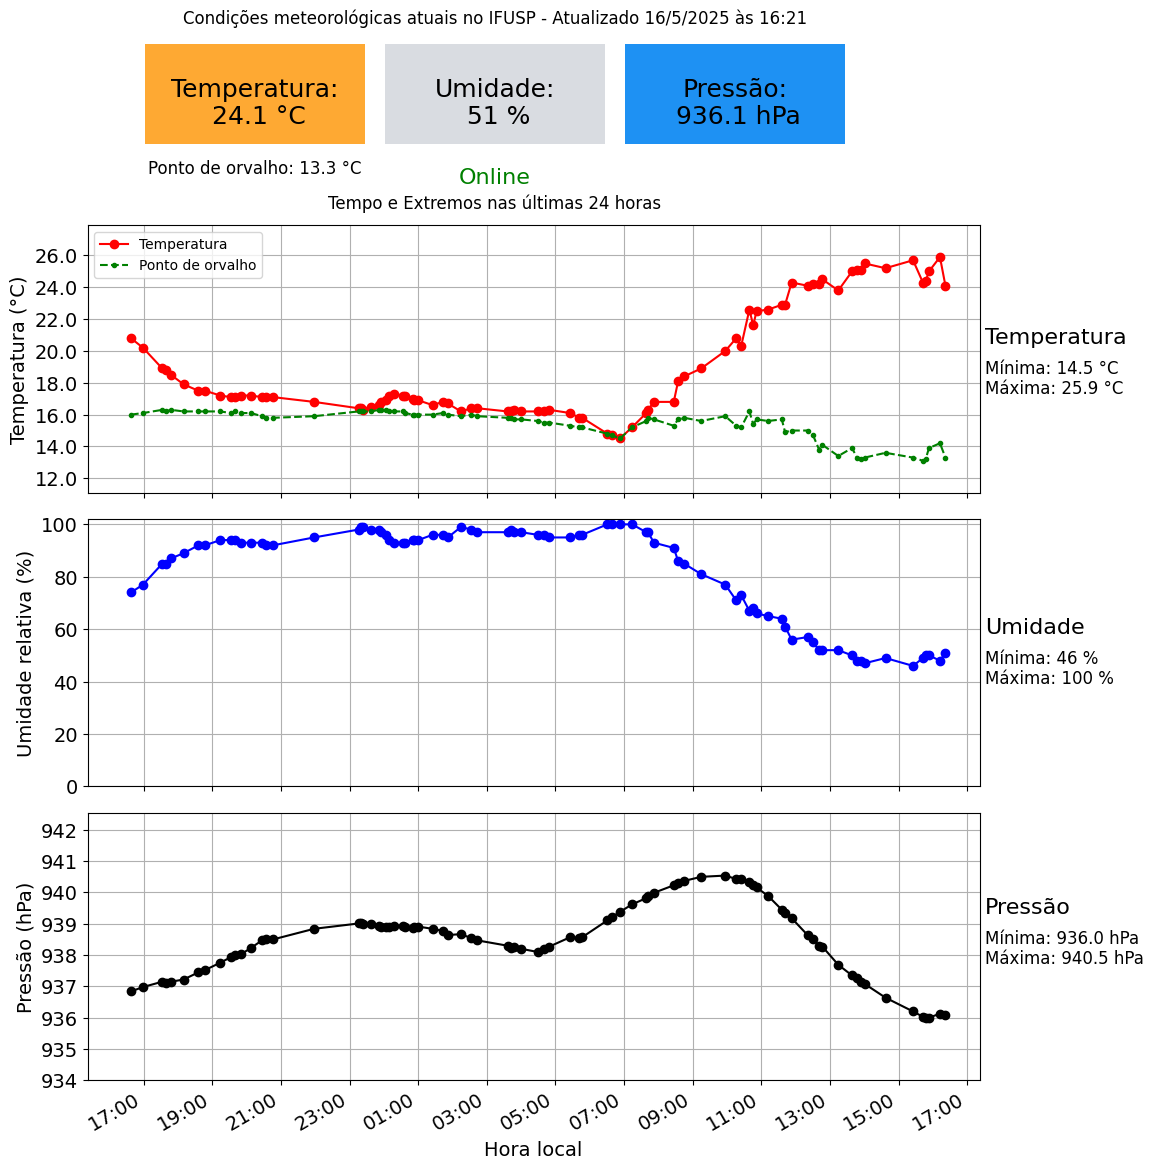 Condições meteorológicas atuais no IFUSP - Atualizado 16/5/2025 às 16:21
Temperatura:
24.1 °C
Umidade:
51 %
Pressão:
936.1 hPa
Ponto de orvalho: 13.3 °C
Online
Tempo e Extremos nas últimas 24 horas
Temperatura (°C)
26.0
24.0
22.0
20.0
18.0
16.0
14.0
12.0
Temperatura
Ponto de orvalho
Temperatura
Mínima: 14.5 °C
Máxima: 25.9 °C
Umidade relativa (%)
100
80
60
40
20
0
Umidade
Mínima: 46 %
Máxima: 100 %
Pressão (hPa)
942
941
940
939
938
937
936
935
934
Pressão
Mínima: 936.0 hPa
Máxima: 940.5 hPa
17:00 19:00 21:00 23:00 01:00 03:00 05:00 07:00 09:00 11:00 13:00 15:00 17:00
Hora local